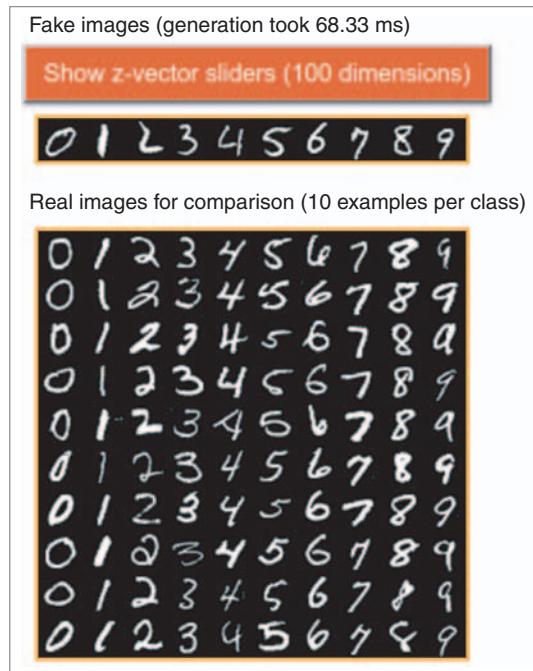 Fake images (generation took 68.33 ms)
Show z-vector sliders (100 dimensions)
0 1 2 3 4 5 6 7 8 9
Real images for comparison (10 examples per class)
0 1 2 3 4 5 6 7 8 9
0 1 2 3 4 5 6 7 8 9
0 1 2 3 4 5 6 7 8 9
0 1 2 3 4 5 6 7 8 9
0 1 2 3 4 5 6 7 8 9
0 1 2 3 4 5 6 7 8 9
0 1 2 3 4 5 6 7 8 9
0 1 2 3 4 5 6 7 8 9
0 1 2 3 4 5 6 7 8 9
0 1 2 3 4 5 6 7 8 9